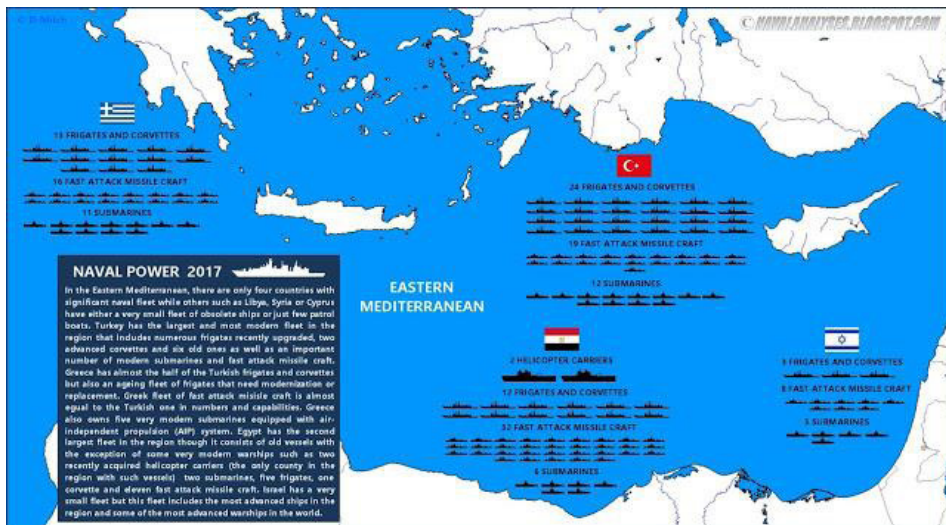 © D-Mitch
© NAVALANALYSES.BLOGSPOT.COM
13 FRIGATES AND CORVETTES
16 FAST ATTACK MISSILE CRAFT
11 SUBMARINES
24 FRIGATES AND CORVETTES
19 FAST ATTACK MISSILE CRAFT
12 SUBMARINES
EASTERN
MEDITERRANEAN
2 HELICOPTER CARRIERS
12 FRIGATES AND CORVETTES
32 FAST ATTACK MISSILE CRAFT
6 SUBMARINES
FRIGATES AND CORVETTES
8 FAST ATTACK MISSILE CRAFT
5 SUBMARINES
NAVAL POWER 2017
In the Eastern Mediterranean, there are only four countries with
significant naval fleet while others such as Libya, Syria or Cyprus
have either a very small fleet of obsolete ships or just few patrol
boats. Turkey has the largest and most modern fleet in the
region that includes numerous frigates recently upgraded, two
advanced corvettes and six old ones as well as an important
number of modern submarines and fast attack missile craft.
Greece has almost the half of the Turkish frigates and corvettes
but also an ageing fleet of frigates that need modernization or
replacement. Greek fleet of fast attack misisle craft is almost
equal to the Turkish one in numbers and capabilities. Greece
also owns five very modern submarines equipped with air-
independent propulsion (AIP) system. Egypt has the second
largest fleet in the region though it consists of old vessels with
the exception of some very modern warships such as two
recently acquired helicopter carriers (the only county in the
region with such vessels) two submarines, five frigates, one
corvette and eleven fast attack missile craft. Israel has a very
small fleet but this fleet includes the most advanced ships in the
region and some of the most advanced warships in the world.